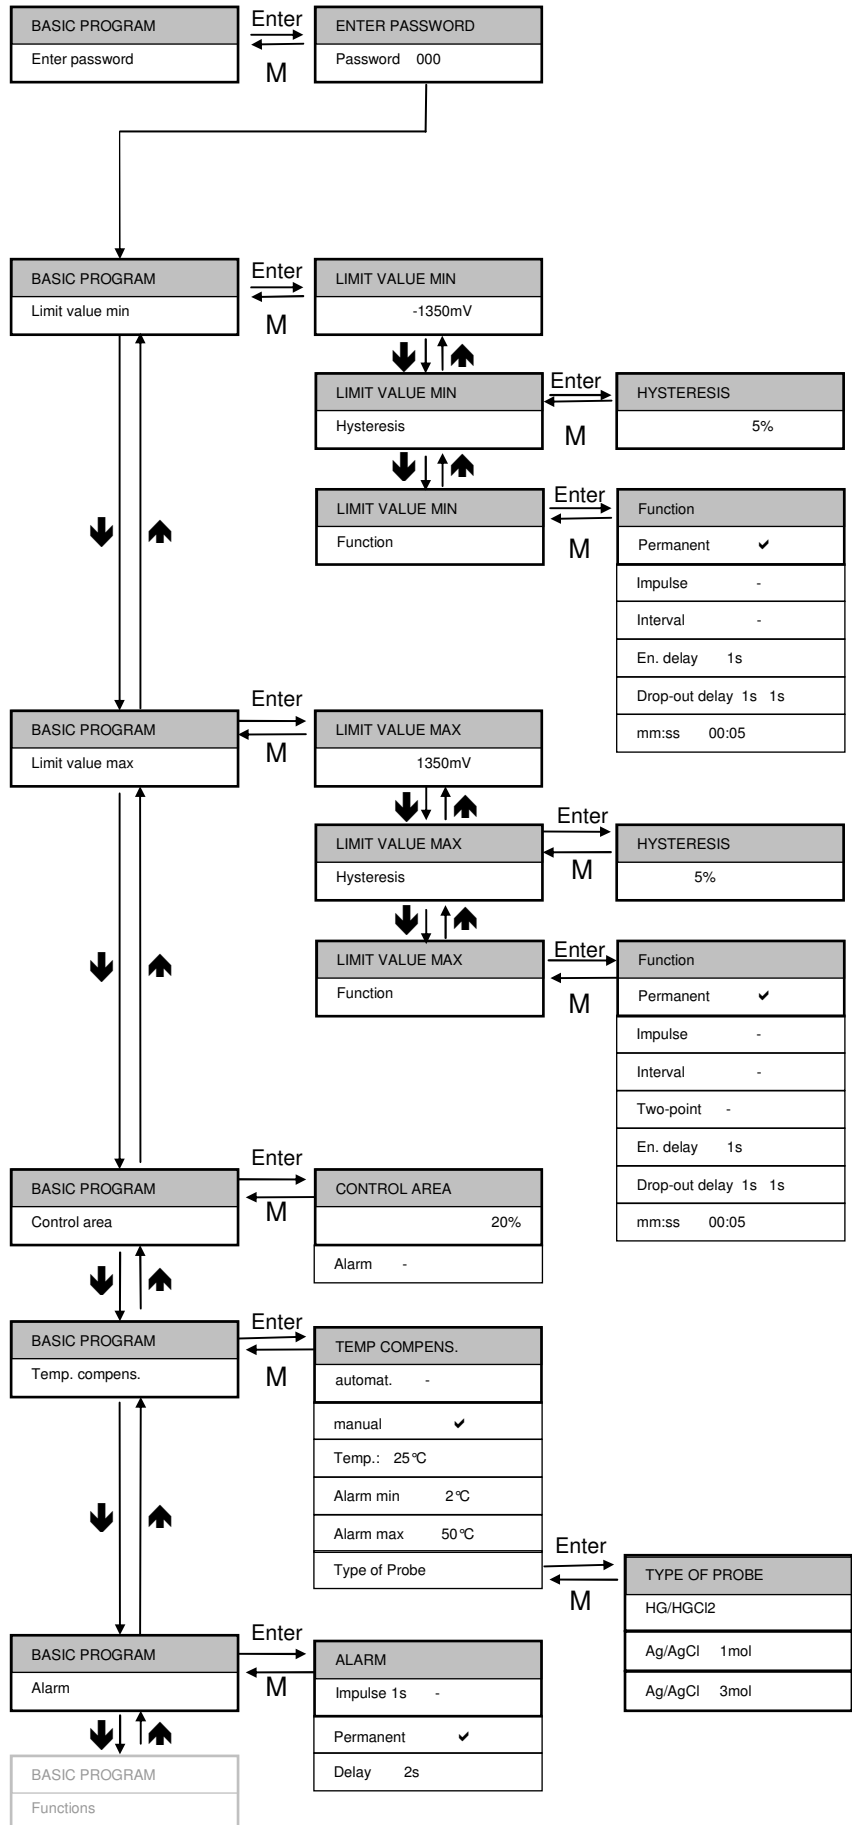 BASIC PROGRAM
Enter password
Enter
M
ENTER PASSWORD
Password 000
BASIC PROGRAM
Limit value min
Enter
M
LIMIT VALUE MIN
-1350mV
LIMIT VALUE MIN
Hysteresis
Enter
M
HYSTERESIS
5%
LIMIT VALUE MIN
Function
Enter
M
Function
Permanent ✔
Impulse -
Interval -
En. delay 1s
Drop-out delay 1s 1s
mm:ss 00:05
BASIC PROGRAM
Limit value max
Enter
M
LIMIT VALUE MAX
1350mV
LIMIT VALUE MAX
Hysteresis
Enter
M
HYSTERESIS
5%
LIMIT VALUE MAX
Function
Enter
M
Function
Permanent ✔
Impulse -
Interval -
Two-point -
En. delay 1s
Drop-out delay 1s 1s
mm:ss 00:05
BASIC PROGRAM
Control area
Enter
M
CONTROL AREA
20%
Alarm -
BASIC PROGRAM
Temp. compens.
Enter
M
TEMP COMPENS.
automat. -
manual ✔
Temp.: 25°C
Alarm min 2°C
Alarm max 50°C
Type of Probe
Enter
M
TYPE OF PROBE
HG/HGCl2
Ag/AgCl 1mol
Ag/AgCl 3mol
BASIC PROGRAM
Alarm
Enter
M
ALARM
Impulse 1s -
Permanent ✔
Delay 2s
BASIC PROGRAM
Functions